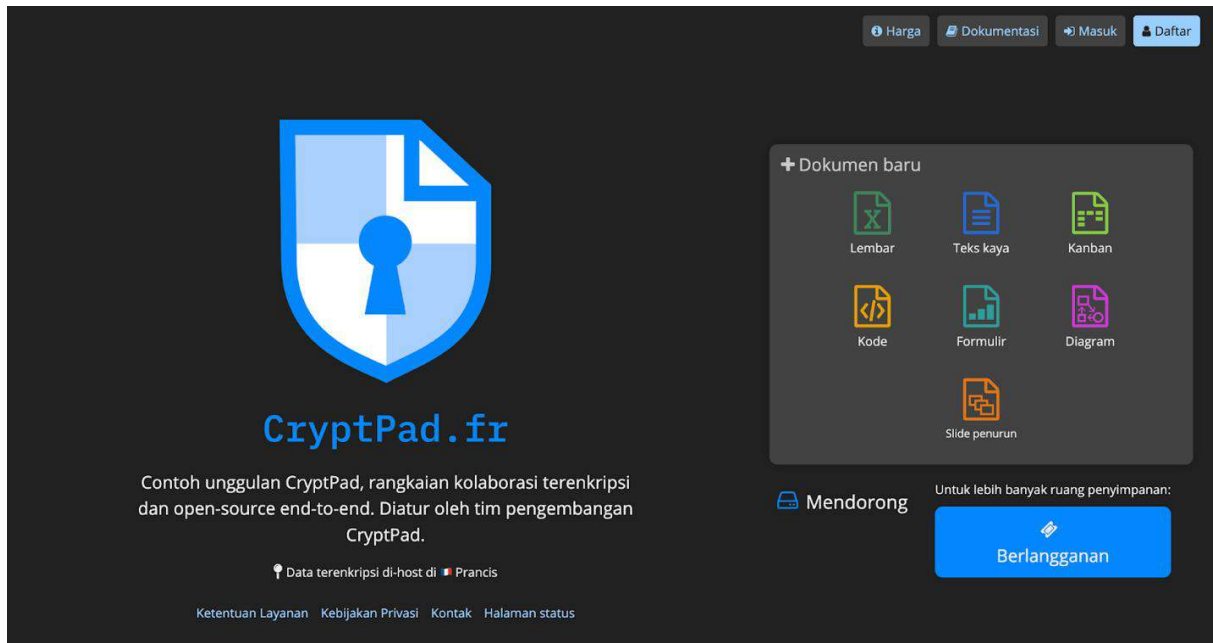 Harga Dokumentasi Masuk Daftar
+ Dokumen baru
Lembar Teks kaya Kanban
Kode Formulir Diagram
Slide penurun
CryptPad.fr
Contoh unggulan CryptPad, rangkaian kolaborasi terenkripsi
dan open-source end-to-end. Diatur oleh tim pengembangan
CryptPad.
Data terenkripsi di-host di Prancis
Ketentuan Layanan Kebijakan Privasi Kontak Halaman status
Mendorong
Untuk lebih banyak ruang penyimpanan:
Berlangganan